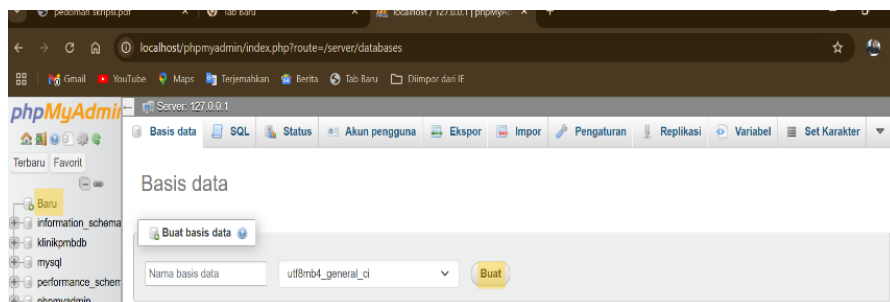 pedoman skripsi.pdf Tab Baru localhost / 127.0.0.1 | phpMyAd
localhost/phpmyadmin/index.php?route=/server/databases
Gmail YouTube Maps Terjemahkan Berita Tab Baru Diimpor dari IE
phpMyAdmin
Server: 127.0.0.1
Basis data SQL Status Akun pengguna Ekspor Impor Pengaturan Replikasi Variabel Set Karakter
Terbaru Favorit
Basis data
Baru
information_schema
Buat basis data
klinikpmbdb
mysql
Nama basis data utf8mb4_general_ci Buat
performance_schem
phpmyadmin